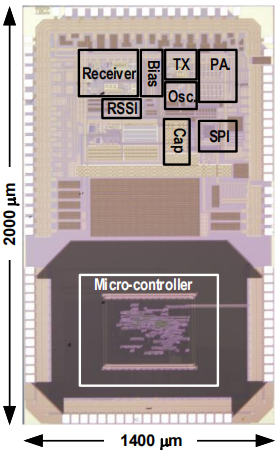 Receiver
Bias
TX
PA.
RSSI
Osc.
Cap
SPI
2000 μm
Micro-controller
1400 μm